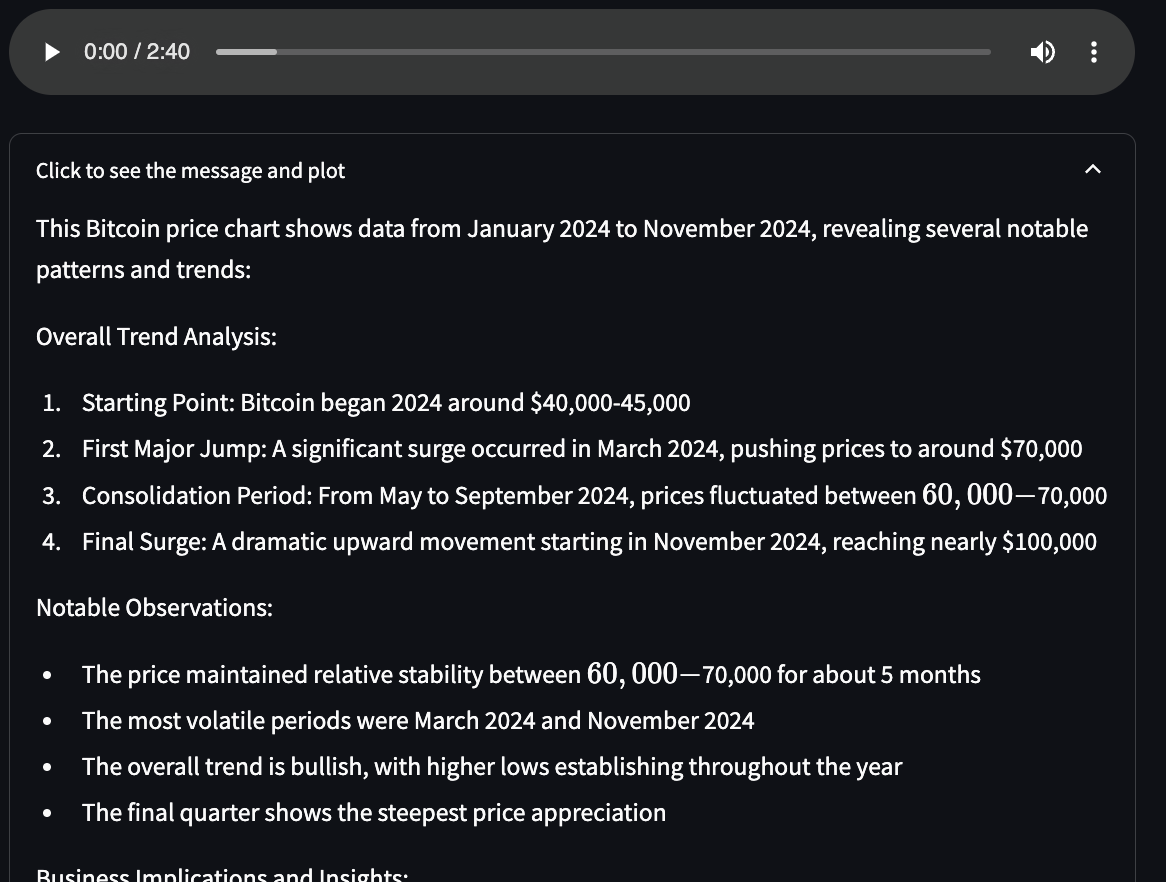 0:00 / 2:40
Click to see the message and plot
This Bitcoin price chart shows data from January 2024 to November 2024, revealing several notable
patterns and trends:
Overall Trend Analysis:
1. Starting Point: Bitcoin began 2024 around $40,000-45,000
2. First Major Jump: A significant surge occurred in March 2024, pushing prices to around $70,000
3. Consolidation Period: From May to September 2024, prices fluctuated between 60, 000−70,000
4. Final Surge: A dramatic upward movement starting in November 2024, reaching nearly $100,000
Notable Observations:
• The price maintained relative stability between 60, 000−70,000 for about 5 months
• The most volatile periods were March 2024 and November 2024
• The overall trend is bullish, with higher lows establishing throughout the year
• The final quarter shows the steepest price appreciation
Business Implications and Insights: